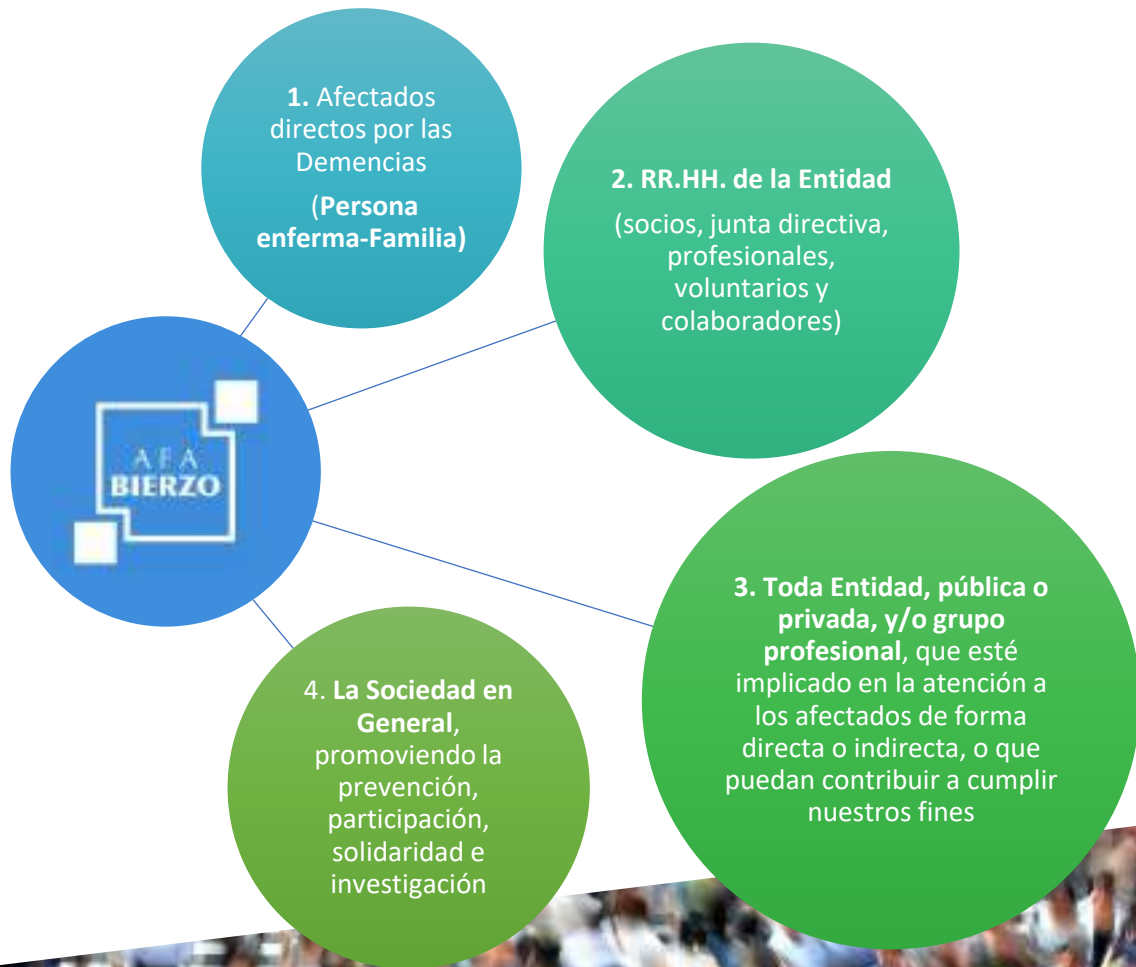 1. Afectados
directos por las
Demencias
(Persona
enferma-Familia)
2. RR.HH. de la Entidad
(socios, junta directiva,
profesionales,
voluntarios y
colaboradores)
AFA
BIERZO
3. Toda Entidad, pública o
privada, y/o grupo
profesional, que esté
implicado en la atención a
los afectados de forma
directa o indirecta, o que
puedan contribuir a cumplir
nuestros fines
4. La Sociedad en
General,
promoviendo la
prevención,
participación,
solidaridad e
investigación